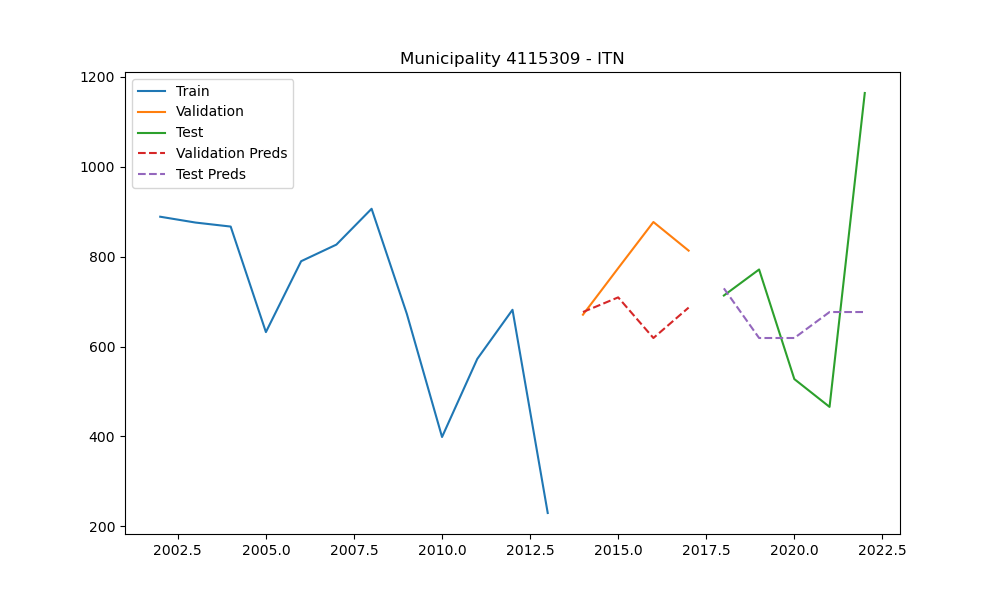 Municipality 4115309 - ITN
1200
1000
800
600
400
200
Train
Validation
Test
Validation Preds
Test Preds
2002.5 2005.0 2007.5 2010.0 2012.5 2015.0 2017.5 2020.0 2022.5